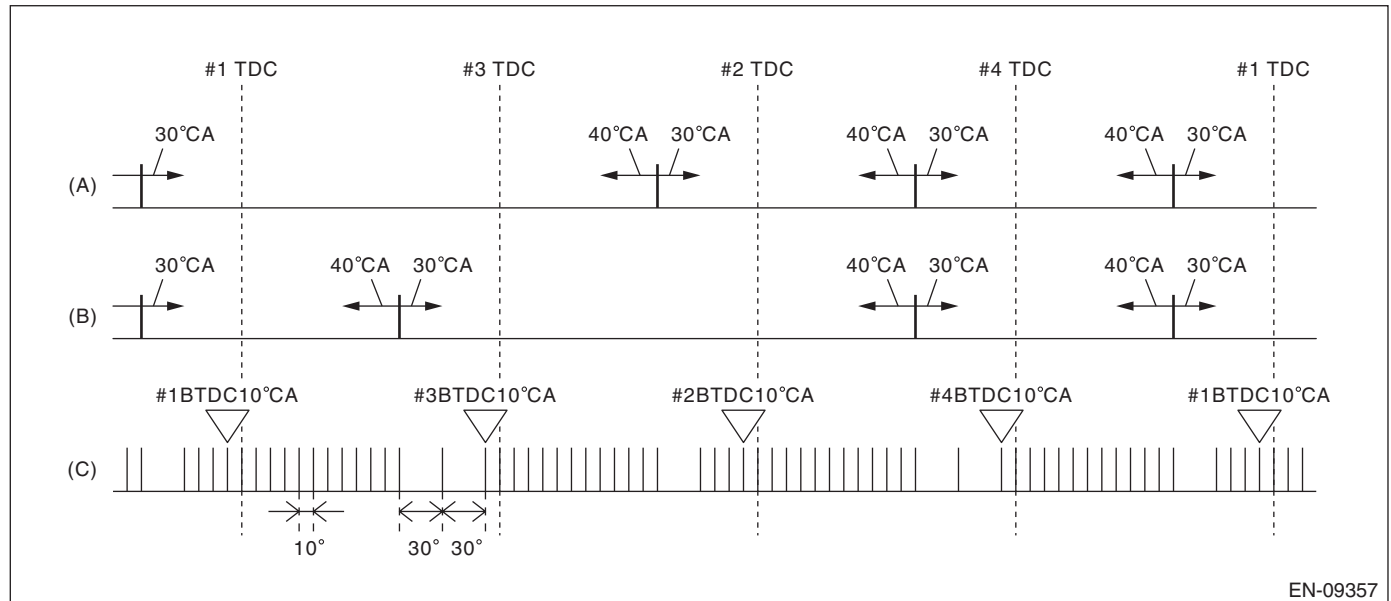 #1 TDC #3 TDC #2 TDC #4 TDC #1 TDC
30°CA 40°CA 30°CA 40°CA 30°CA 40°CA 30°CA
(A)
30°CA 40°CA 30°CA 40°CA 30°CA 40°CA 30°CA
(B)
#1BTDC10°CA #3BTDC10°CA #2BTDC10°CA #4BTDC10°CA #1BTDC10°CA
(C)
10° 30° 30°
EN-09357